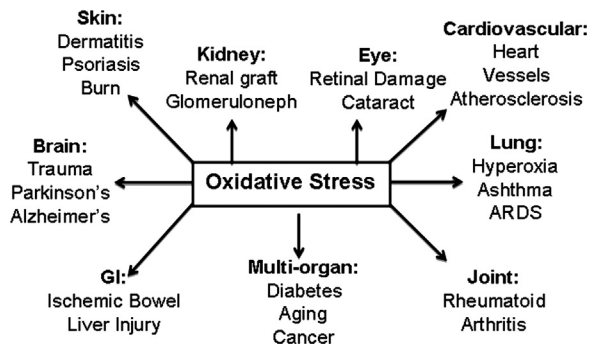 Skin:
Dermatitis
Psoriasis
Burn
Kidney:
Renal graft
Glomeruloneph
Eye:
Retinal Damage
Cataract
Cardiovascular:
Heart
Vessels
Atherosclerosis
Brain:
Trauma
Parkinson's
Alzheimer's
Oxidative Stress
Lung:
Hyperoxia
Ashthma
ARDS
GI:
Ischemic Bowel
Liver Injury
Multi-organ:
Diabetes
Aging
Cancer
Joint:
Rheumatoid
Arthritis